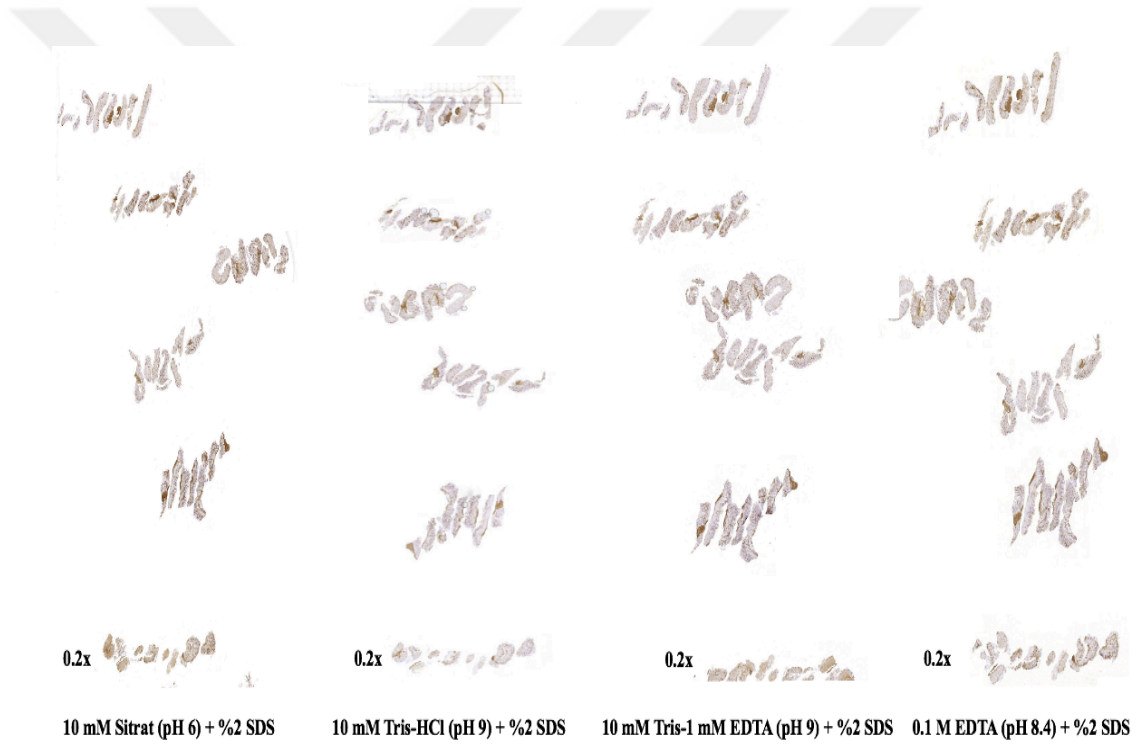 0.2x 0.2x 0.2x 0.2x
10 mM Sitrat (pH 6) + %2 SDS 10 mM Tris-HCl (pH 9) + %2 SDS 10 mM Tris-1 mM EDTA (pH 9) + %2 SDS 0.1 M EDTA (pH 8.4) + %2 SDS